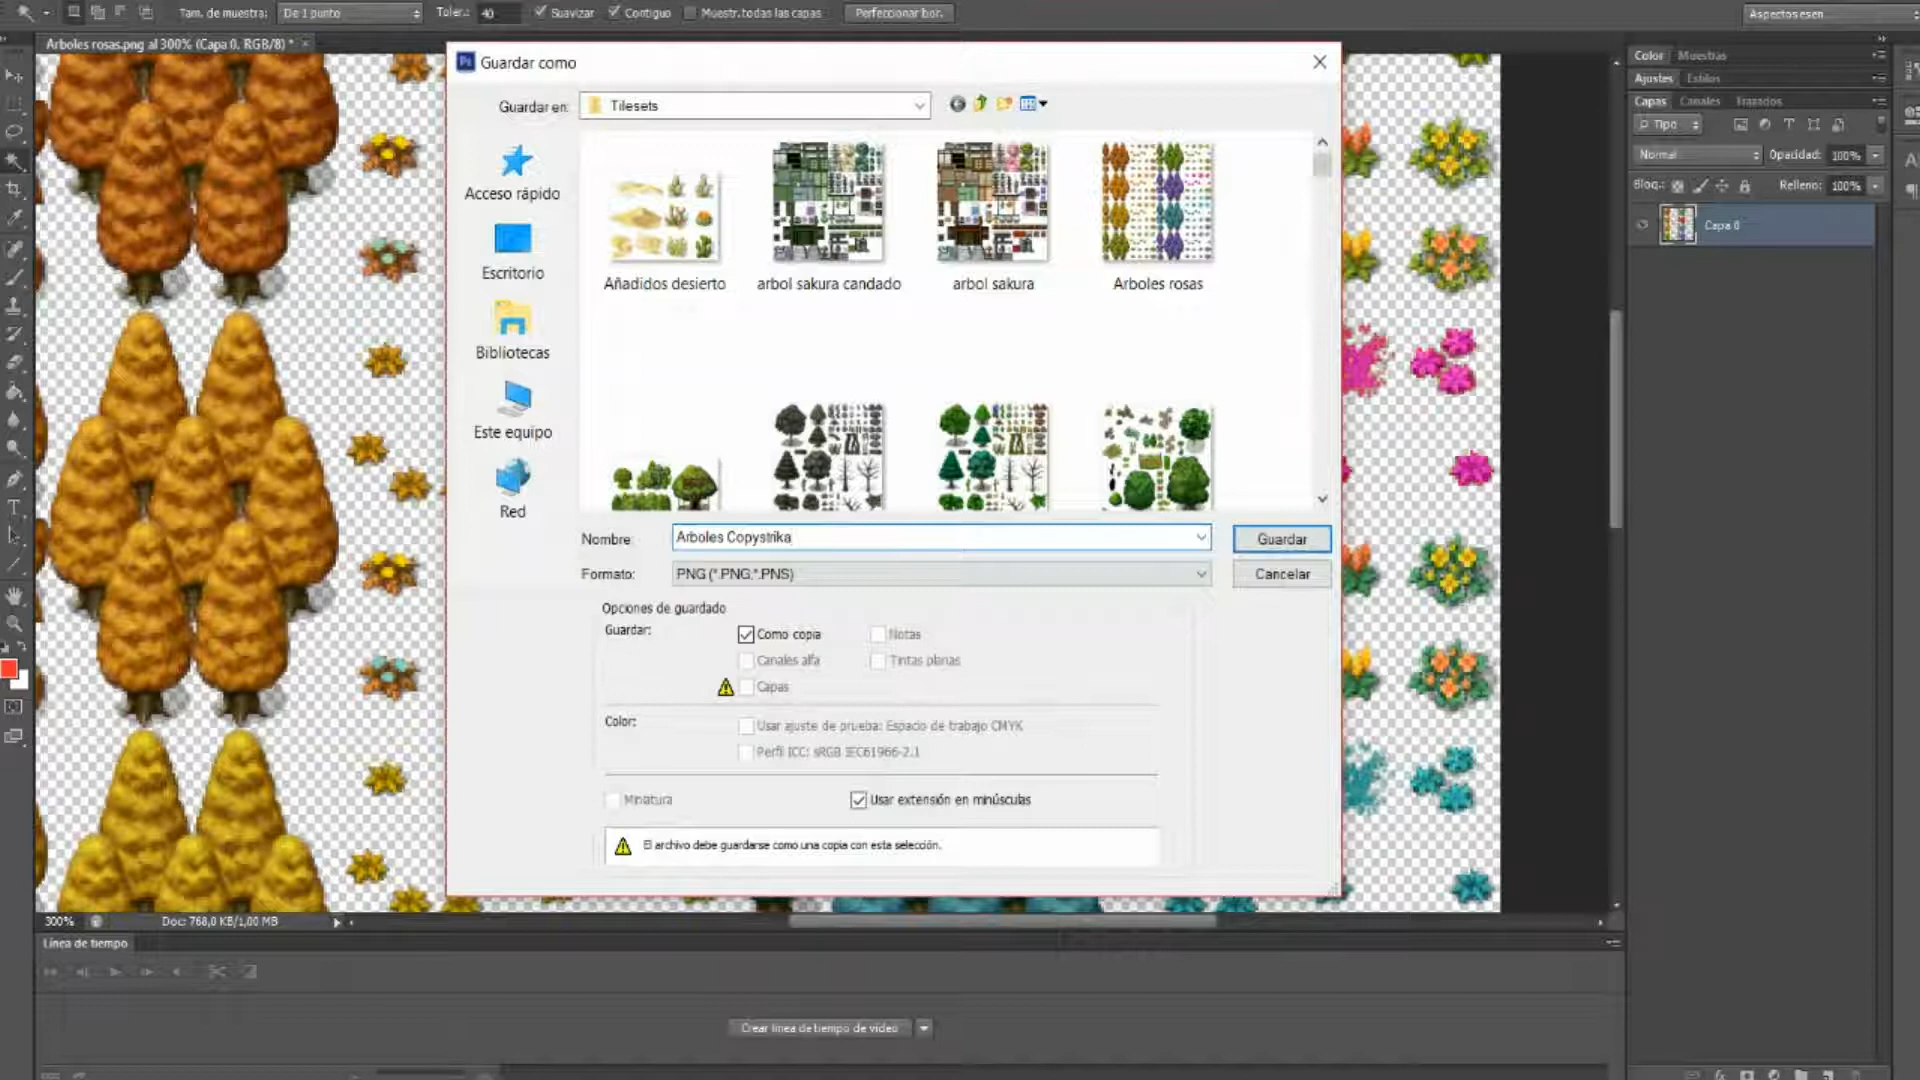 Tam. de muestra: De 1 punto Toler.: 40 Suavizar Contiguo Muestr. todas las capas Perfeccionar bor. Aspectos esen
Arboles rosas.png al 300% (Capa 0, RGB/8) * ×
Guardar como
Guardar en: Tilesets
Acceso rápido
Escritorio
Bibliotecas
Este equipo
Red
Añadidos desierto arbol sakura candado arbol sakura Arboles rosas
Nombre: Arboles Copystrika Guardar
Formato: PNG (*.PNG;*.PNS) Cancelar
Opciones de guardado
Guardar: Como copia Notas
Canales alfa Tintas planas
Capas
Color: Usar ajuste de prueba: Espacio de trabajo CMYK
Perfil ICC: sRGB IEC61966-2.1
Miniatura Usar extensión en minúsculas
El archivo debe guardarse como una copia con esta selección.
Color Muestras
Ajustes Estilos
Capas Canales Trazados
Tipo
Normal Opacidad: 100%
Bloq.: Relleno: 100%
Capa 0
300% Doc: 768,0 KB/1,00 MB
Línea de tiempo
Crear línea de tiempo de vídeo